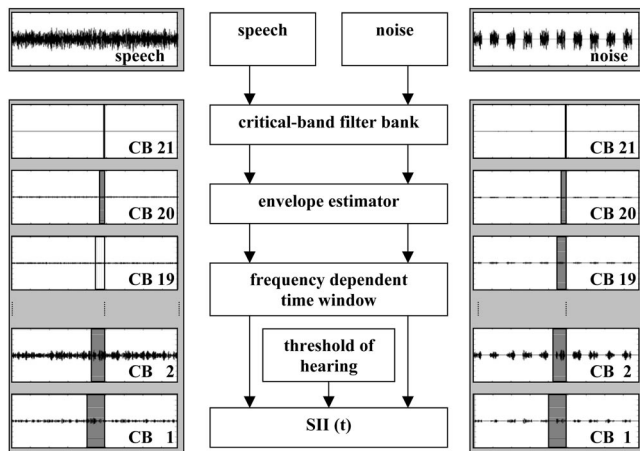 speech
speech
noise
noise
CB 21
critical-band filter bank
CB 21
CB 20
envelope estimator
CB 20
CB 19
frequency dependent
time window
CB 19
threshold of
hearing
CB 2
CB 2
CB 1
SII (t)
CB 1